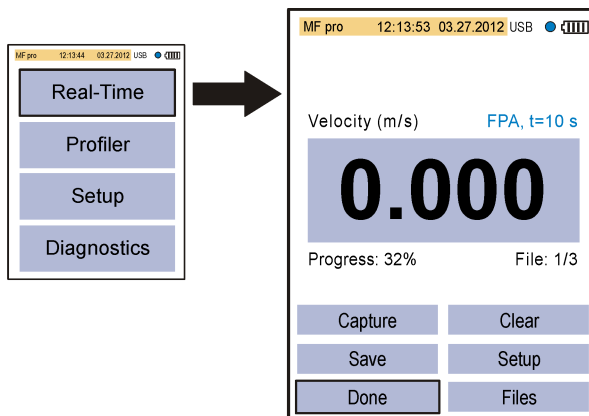 MF pro 12:13:44 03.27.2012 USB
Real-Time
Profiler
Setup
Diagnostics
MF pro 12:13:53 03.27.2012 USB
Velocity (m/s) FPA, t=10 s
0.000
Progress: 32% File: 1/3
Capture Clear
Save Setup
Done Files